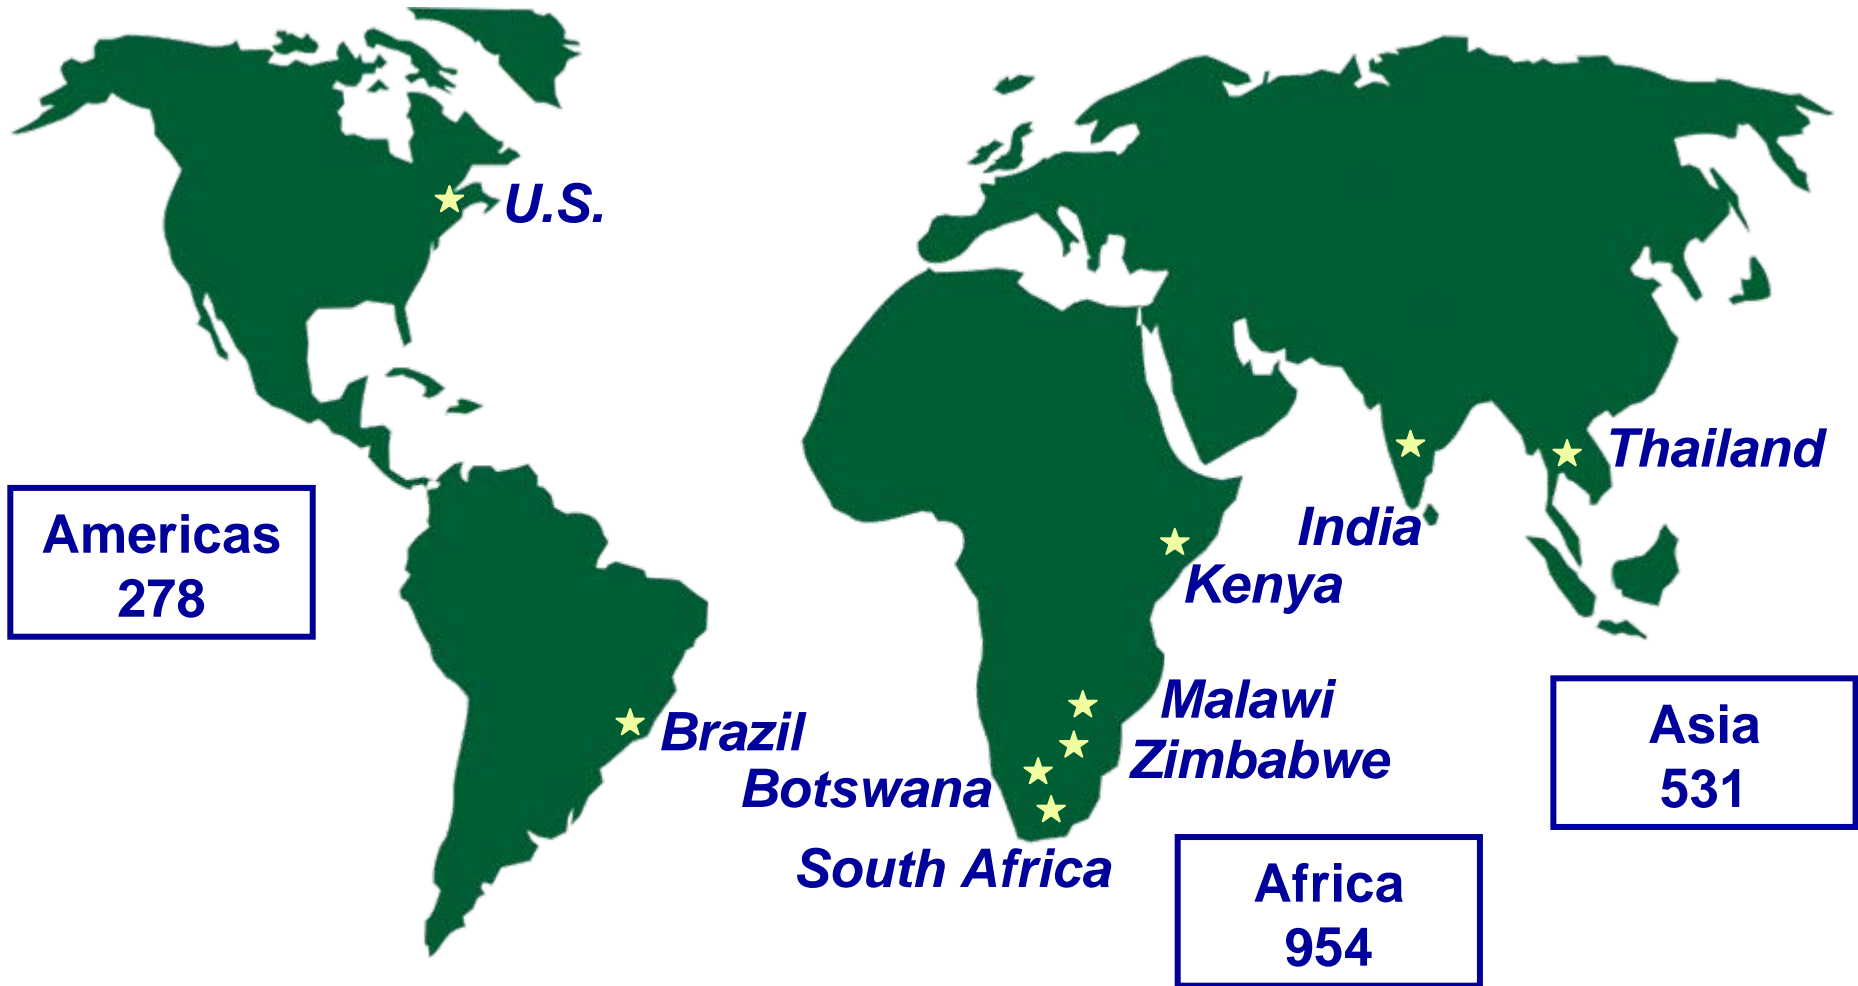 U.S.
Thailand
Americas
278
India
Kenya
Malawi
Brazil
Zimbabwe
Botswana
Asia
531
South Africa
Africa
954